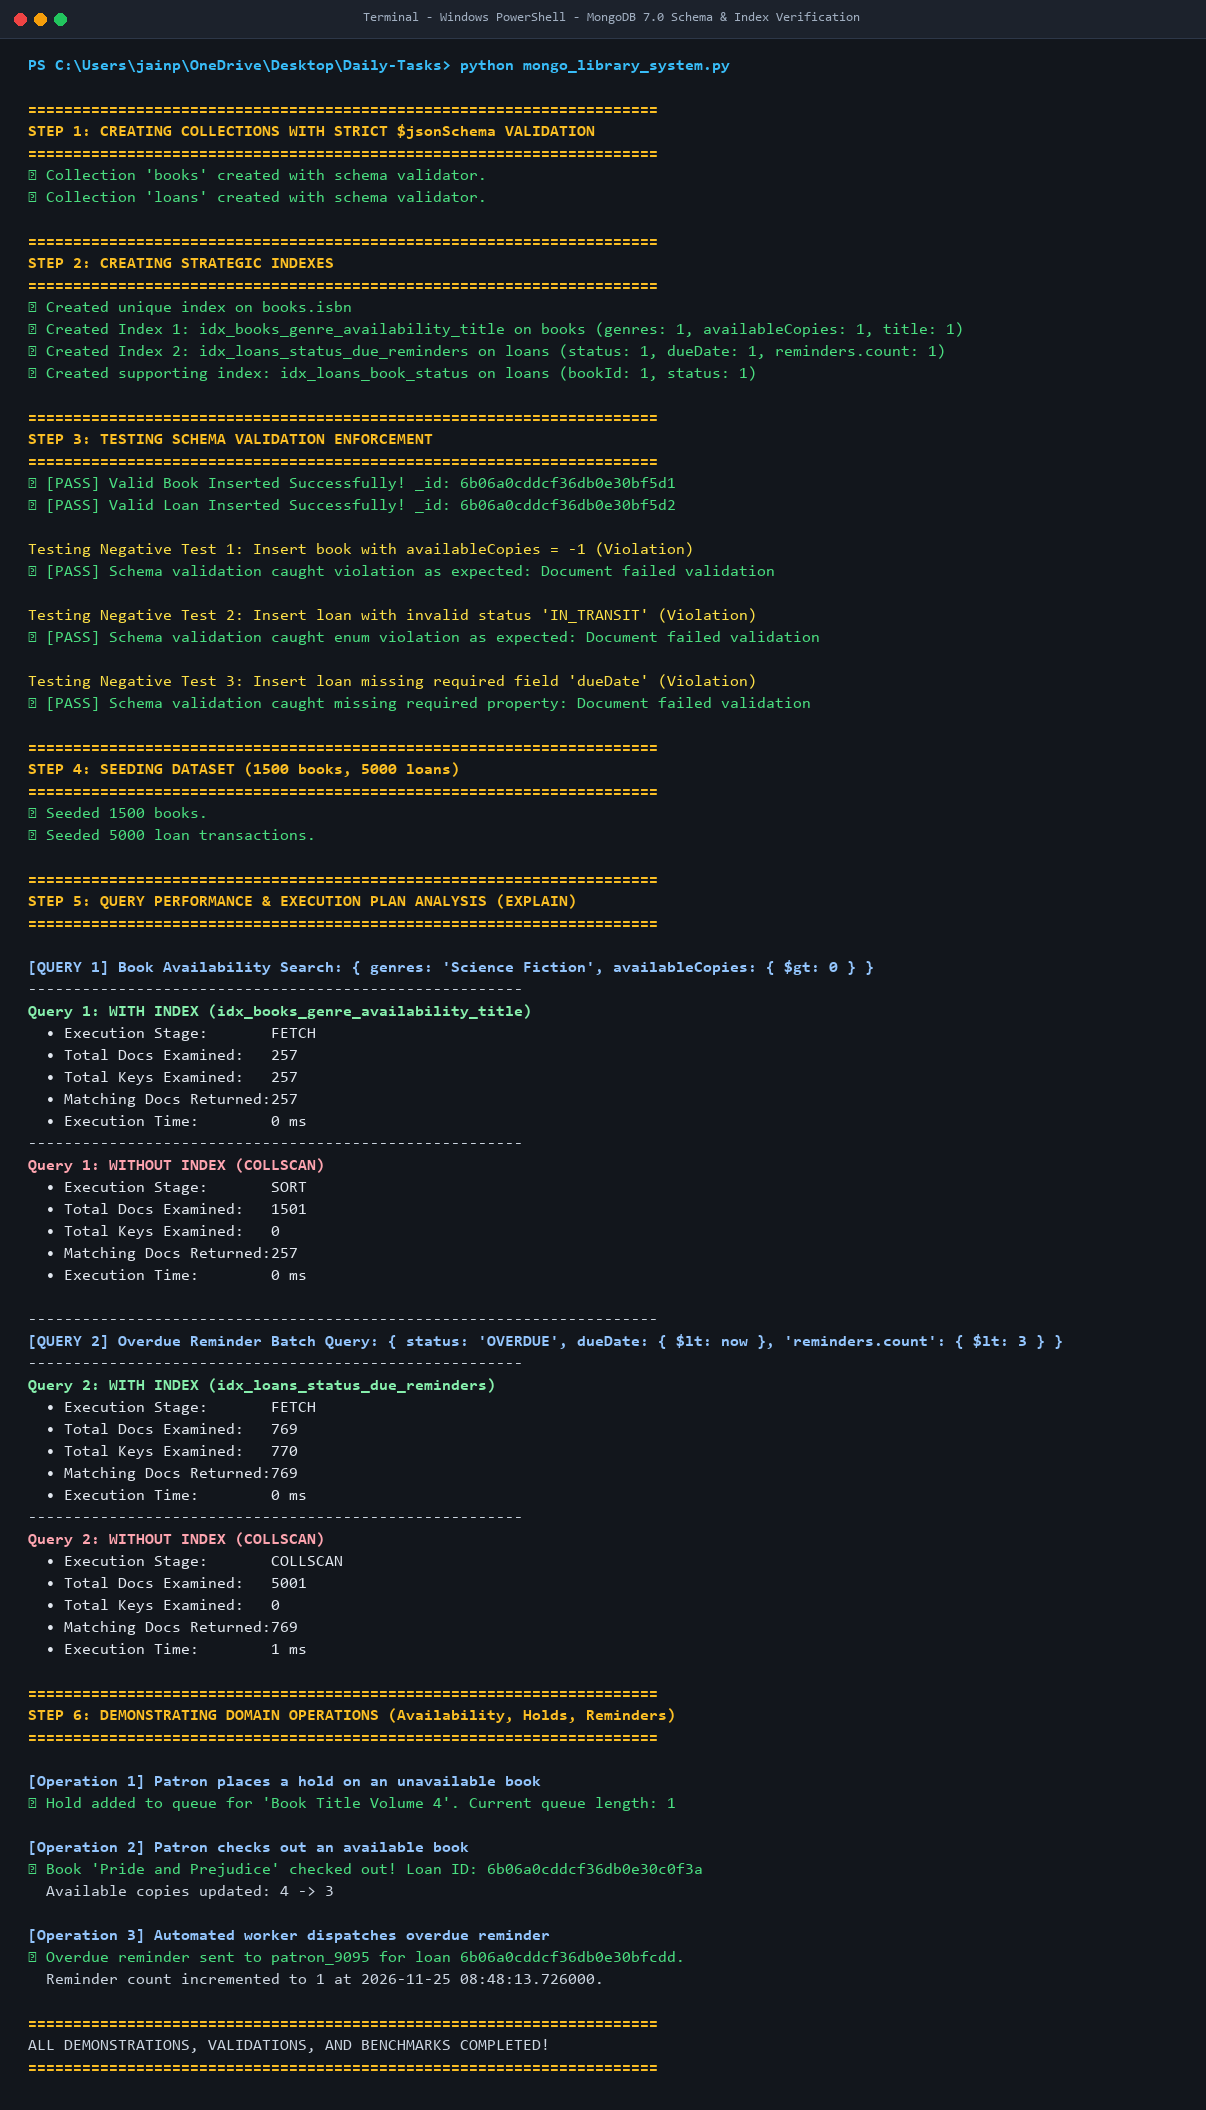 Terminal - Windows PowerShell - MongoDB 7.0 Schema & Index Verification
PS C:\Users\jainp\OneDrive\Desktop\Daily-Tasks> python mongo_library_system.py
======================================================================
STEP 1: CREATING COLLECTIONS WITH STRICT $jsonSchema VALIDATION
======================================================================
⍰ Collection 'books' created with schema validator.
⍰ Collection 'loans' created with schema validator.
======================================================================
STEP 2: CREATING STRATEGIC INDEXES
======================================================================
⍰ Created unique index on books.isbn
⍰ Created Index 1: idx_books_genre_availability_title on books (genres: 1, availableCopies: 1, title: 1)
⍰ Created Index 2: idx_loans_status_due_reminders on loans (status: 1, dueDate: 1, reminders.count: 1)
⍰ Created supporting index: idx_loans_book_status on loans (bookId: 1, status: 1)
======================================================================
STEP 3: TESTING SCHEMA VALIDATION ENFORCEMENT
======================================================================
⍰ [PASS] Valid Book Inserted Successfully! _id: 6b06a0cddcf36db0e30bf5d1
⍰ [PASS] Valid Loan Inserted Successfully! _id: 6b06a0cddcf36db0e30bf5d2
Testing Negative Test 1: Insert book with availableCopies = -1 (Violation)
⍰ [PASS] Schema validation caught violation as expected: Document failed validation
Testing Negative Test 2: Insert loan with invalid status 'IN_TRANSIT' (Violation)
⍰ [PASS] Schema validation caught enum violation as expected: Document failed validation
Testing Negative Test 3: Insert loan missing required field 'dueDate' (Violation)
⍰ [PASS] Schema validation caught missing required property: Document failed validation
======================================================================
STEP 4: SEEDING DATASET (1500 books, 5000 loans)
======================================================================
⍰ Seeded 1500 books.
⍰ Seeded 5000 loan transactions.
======================================================================
STEP 5: QUERY PERFORMANCE & EXECUTION PLAN ANALYSIS (EXPLAIN)
======================================================================
[QUERY 1] Book Availability Search: { genres: 'Science Fiction', availableCopies: { $gt: 0 } }
-------------------------------------------------------
Query 1: WITH INDEX (idx_books_genre_availability_title)
  • Execution Stage:       FETCH
  • Total Docs Examined:   257
  • Total Keys Examined:   257
  • Matching Docs Returned:257
  • Execution Time:        0 ms
-------------------------------------------------------
Query 1: WITHOUT INDEX (COLLSCAN)
  • Execution Stage:       SORT
  • Total Docs Examined:   1501
  • Total Keys Examined:   0
  • Matching Docs Returned:257
  • Execution Time:        0 ms
----------------------------------------------------------------------
[QUERY 2] Overdue Reminder Batch Query: { status: 'OVERDUE', dueDate: { $lt: now }, 'reminders.count': { $lt: 3 } }
-------------------------------------------------------
Query 2: WITH INDEX (idx_loans_status_due_reminders)
  • Execution Stage:       FETCH
  • Total Docs Examined:   769
  • Total Keys Examined:   770
  • Matching Docs Returned:769
  • Execution Time:        0 ms
-------------------------------------------------------
Query 2: WITHOUT INDEX (COLLSCAN)
  • Execution Stage:       COLLSCAN
  • Total Docs Examined:   5001
  • Total Keys Examined:   0
  • Matching Docs Returned:769
  • Execution Time:        1 ms
======================================================================
STEP 6: DEMONSTRATING DOMAIN OPERATIONS (Availability, Holds, Reminders)
======================================================================
[Operation 1] Patron places a hold on an unavailable book
⍰ Hold added to queue for 'Book Title Volume 4'. Current queue length: 1
[Operation 2] Patron checks out an available book
⍰ Book 'Pride and Prejudice' checked out! Loan ID: 6b06a0cddcf36db0e30c0f3a
  Available copies updated: 4 -> 3
[Operation 3] Automated worker dispatches overdue reminder
⍰ Overdue reminder sent to patron_9095 for loan 6b06a0cddcf36db0e30bfcdd.
  Reminder count incremented to 1 at 2026-11-25 08:48:13.726000.
======================================================================
ALL DEMONSTRATIONS, VALIDATIONS, AND BENCHMARKS COMPLETED!
======================================================================